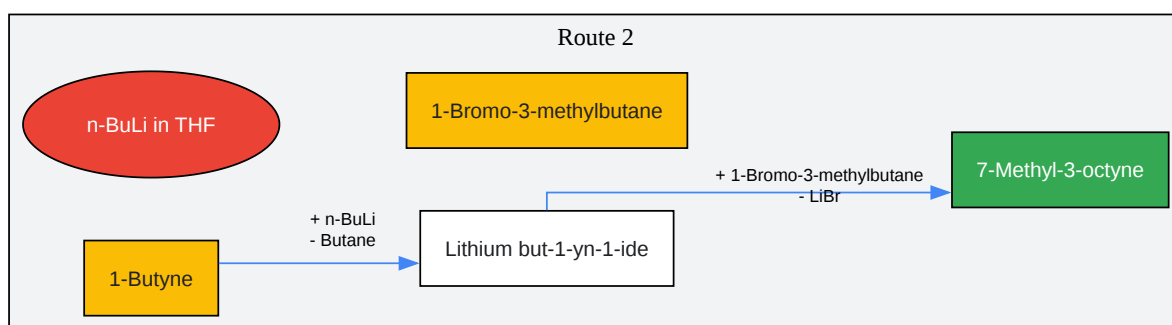 Route 2
n-BuLi in THF
1-Bromo-3-methylbutane
7-Methyl-3-octyne
+ 1-Bromo-3-methylbutane
- LiBr
+ n-BuLi
- Butane
Lithium but-1-yn-1-ide
1-Butyne